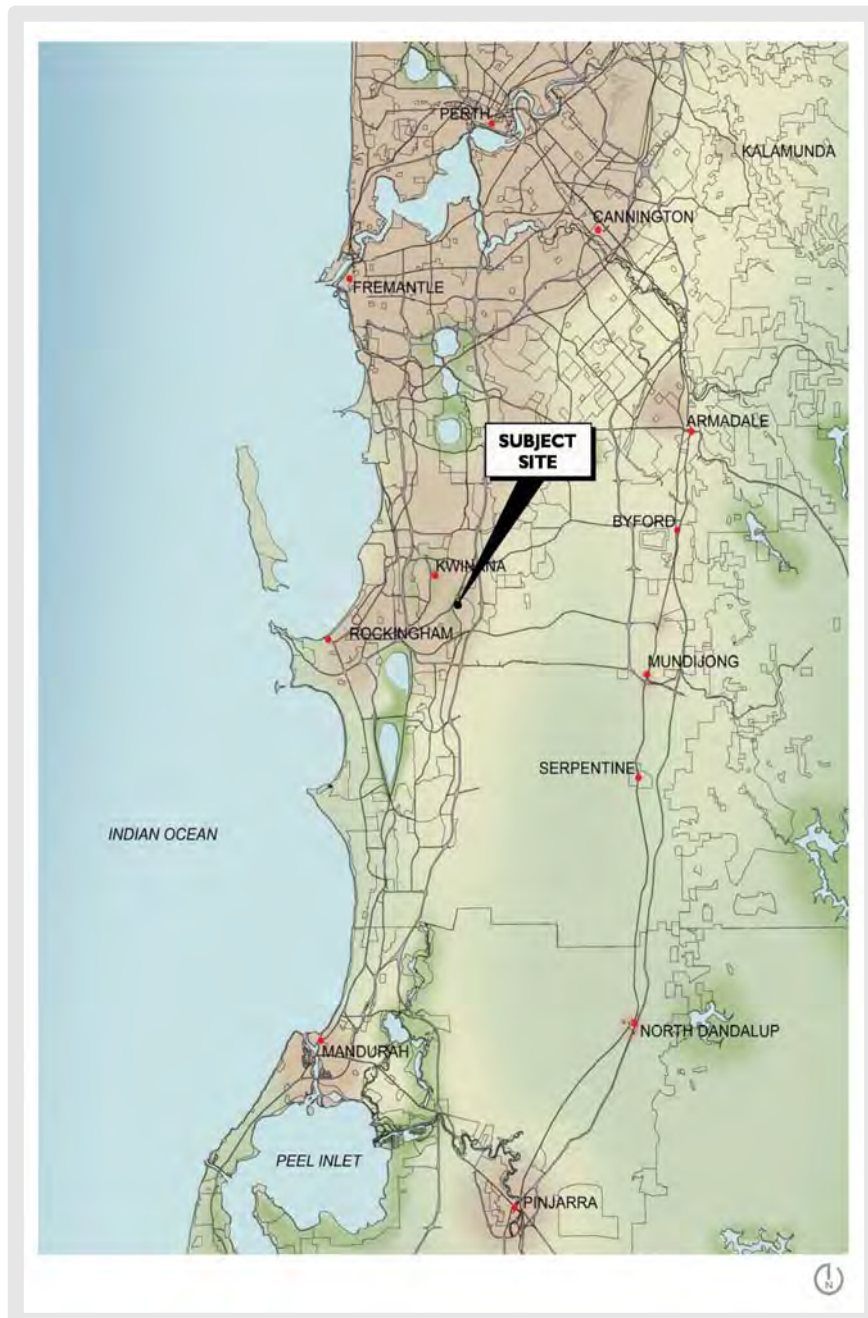 PERTH
KALAMUNDA
CANNINGTON
FREMANTLE
ARMADALE
SUBJECT
SITE
BYFORD
KWINANA
ROCKINGHAM
MUNDIJONG
SERPENTINE
INDIAN OCEAN
NORTH DANDALUP
MANDURAH
PEEL INLET
PINJARRA
N